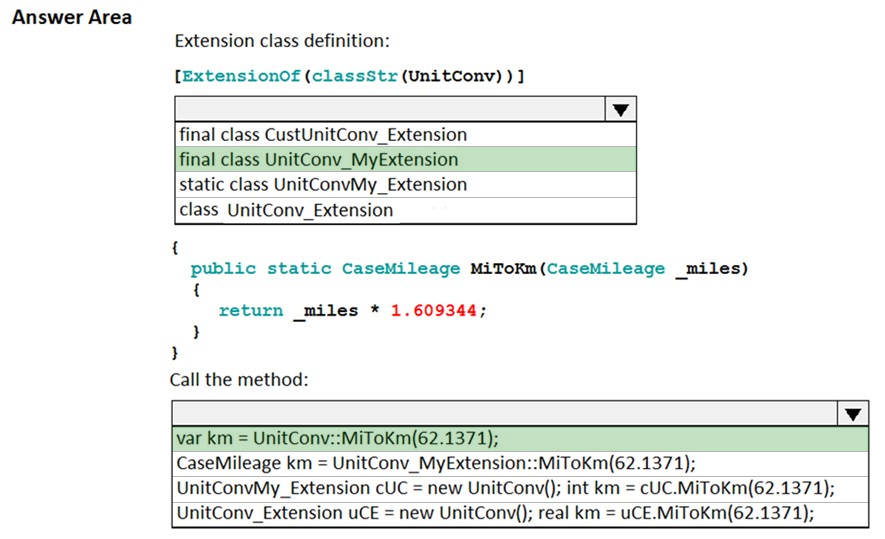 Answer Area
Extension class definition:
[ExtensionOf(classStr(UnitConv))]
final class CustUnitConv_Extension
final class UnitConv_MyExtension
static class UnitConvMy_Extension
class UnitConv_Extension
{
public static CaseMileage MiToKm(CaseMileage _miles)
{
return _miles * 1.609344;
}
}
Call the method:
var km = UnitConv::MiToKm(62.1371);
CaseMileage km = UnitConv_MyExtension::MiToKm(62.1371);
UnitConvMy_Extension cUC = new UnitConv(); int km = cUC.MiToKm(62.1371);
UnitConv_Extension uCE = new UnitConv(); real km = uCE.MiToKm(62.1371);